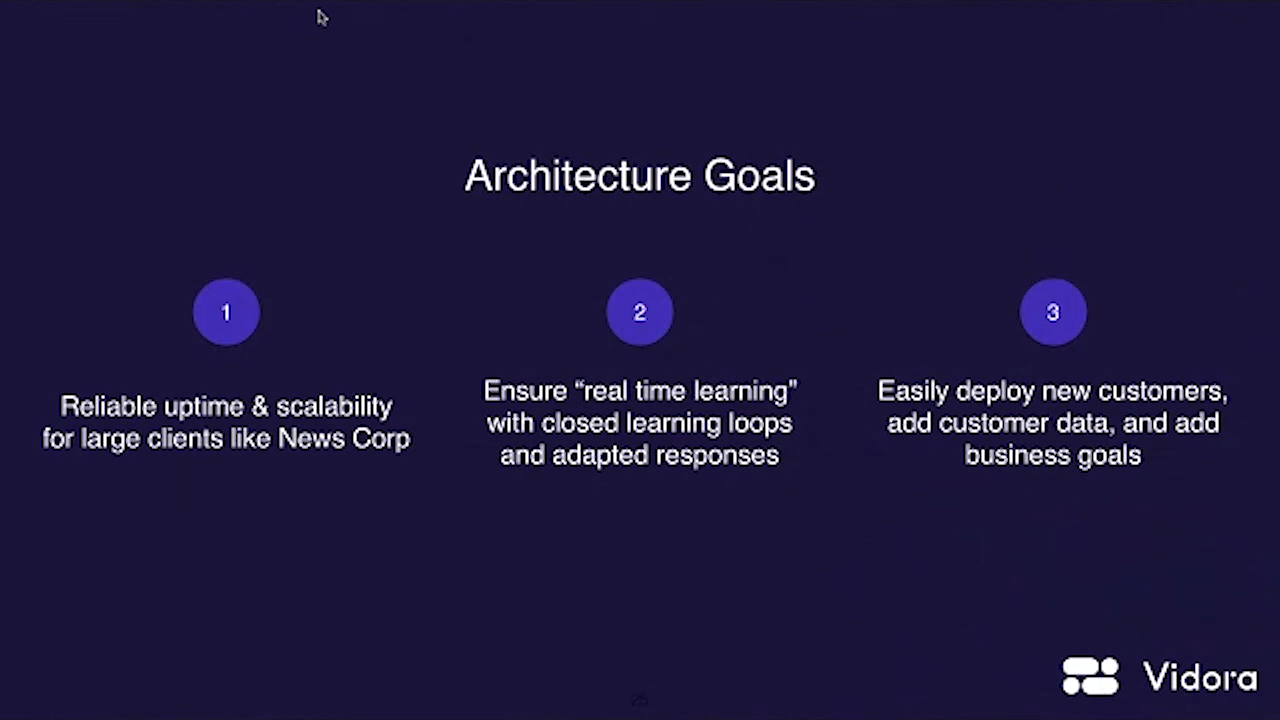 Architecture Goals
1
Reliable uptime & scalability
for large clients like News Corp
2
Ensure “real time learning”
with closed learning loops
and adapted responses
3
Easily deploy new customers,
add customer data, and add
business goals
25
Vidora